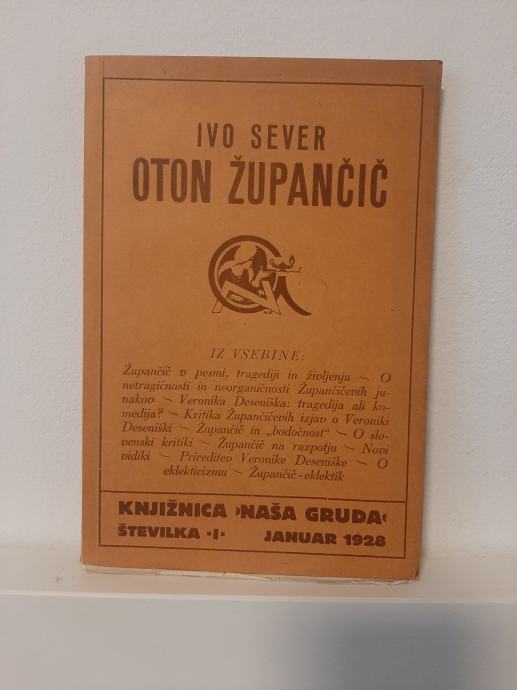 IVO SEVER
OTON ŽUPANČIČ
IZ VSEBINE:
Župančič v pesmi, tragediji in življenju — O
netragičnosti in neorganičnosti Župančičevih ju-
nakov — Veronika Deseniška: tragedija ali ko-
medija? — Kritika Župančičevih izjav o Veroniki
Deseniški — Župančič in „bodočnost" — O slo-
venski kritiki — Župančič na razpotju — Novi
vidiki — Prireditev Veronike Deseniške — O
eklekticizmu — Župančič-eklektik
KNJIŽNICA ›NAŠA GRUDA‹
ŠTEVILKA •I• JANUAR 1928